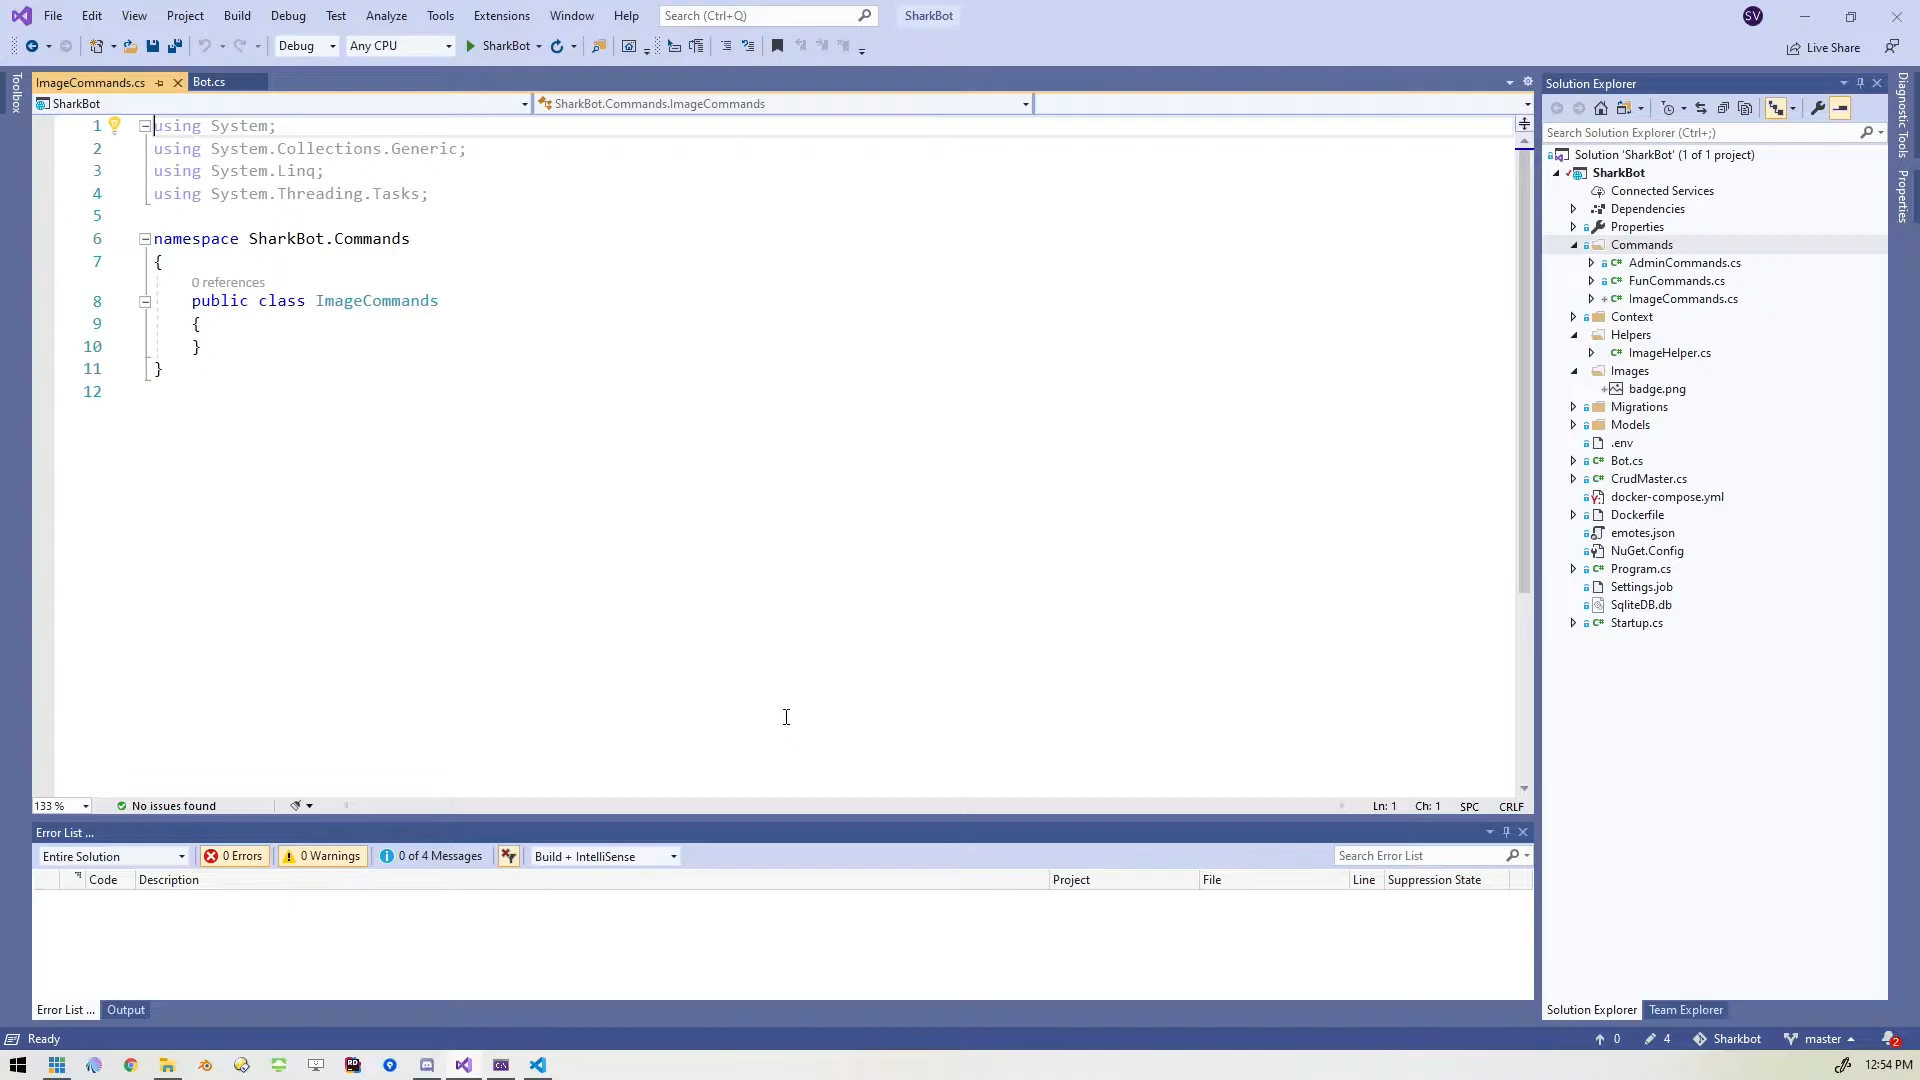 File Edit View Project Build Debug Test Analyze Tools Extensions Window Help Search (Ctrl+Q) SharkBot SV
Debug Any CPU SharkBot Live Share
Toolbox
ImageCommands.cs Bot.cs
SharkBot SharkBot.Commands.ImageCommands
1 using System;
2 using System.Collections.Generic;
3 using System.Linq;
4 using System.Threading.Tasks;
5
6 namespace SharkBot.Commands
7 {
0 references
8 public class ImageCommands
9 {
10 }
11 }
12
133 % No issues found Ln: 1 Ch: 1 SPC CRLF
Error List ...
Entire Solution 0 Errors 0 Warnings 0 of 4 Messages Build + IntelliSense Search Error List
Code Description Project File Line Suppression State
Error List ... Output
Solution Explorer
Search Solution Explorer (Ctrl+;)
Solution 'SharkBot' (1 of 1 project)
SharkBot
Connected Services
Dependencies
Properties
Commands
AdminCommands.cs
FunCommands.cs
ImageCommands.cs
Context
Helpers
ImageHelper.cs
Images
badge.png
Migrations
Models
.env
Bot.cs
CrudMaster.cs
docker-compose.yml
Dockerfile
emotes.json
NuGet.Config
Program.cs
Settings.job
SqliteDB.db
Startup.cs
Solution Explorer Team Explorer
Diagnostic Tools
Properties
Ready 0 4 Sharkbot master 2
12:54 PM